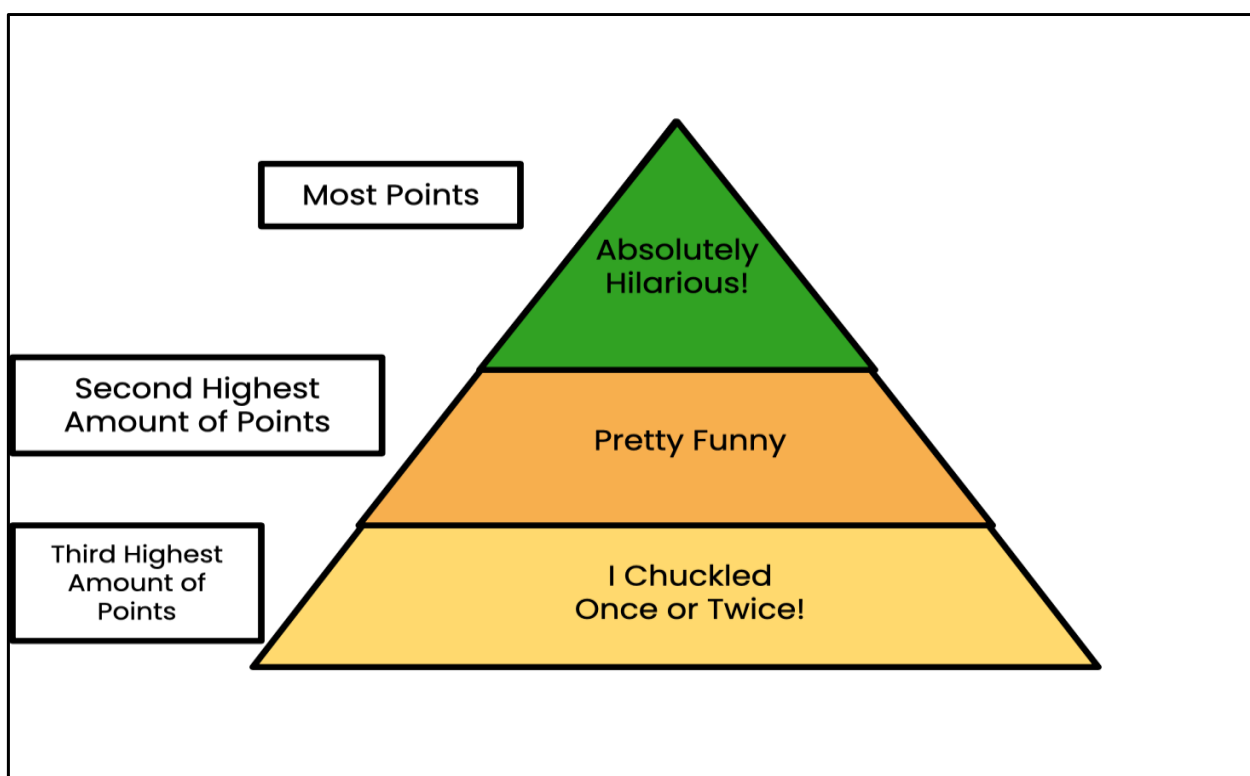 Most Points
Absolutely
Hilarious!
Second Highest
Amount of Points
Pretty Funny
Third Highest
Amount of
Points
I Chuckled
Once or Twice!